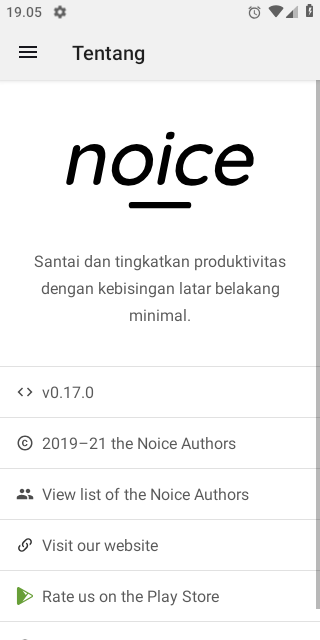 19.05
Tentang
noice
Santai dan tingkatkan produktivitas
dengan kebisingan latar belakang
minimal.
v0.17.0
2019–21 the Noice Authors
View list of the Noice Authors
Visit our website
Rate us on the Play Store